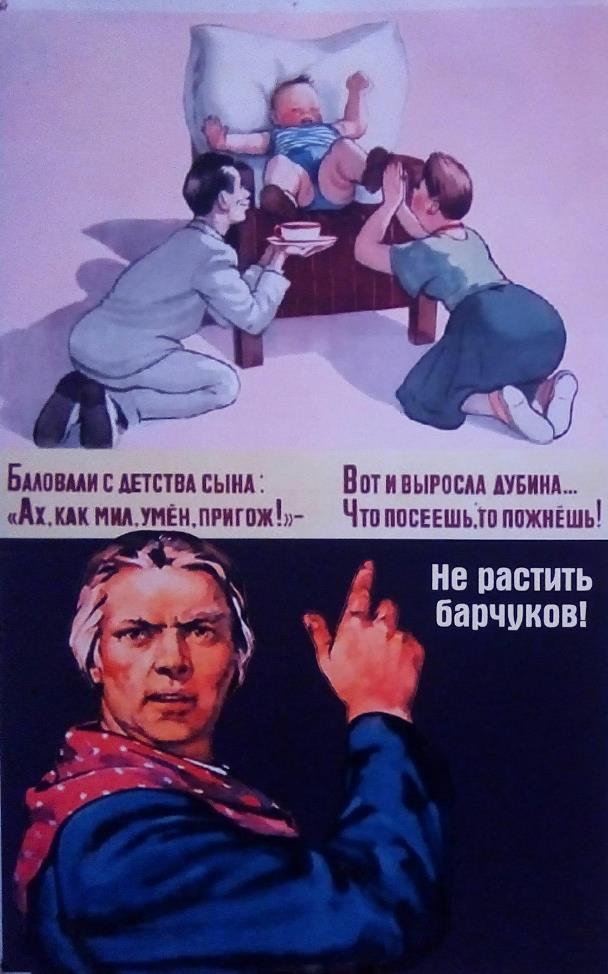 Баловали с детства сына:
«Ах, как мил, умён, пригож!»-
Вот и выросла дубина...
Что посеешь, то пожнёшь!
Не растить
барчуков!